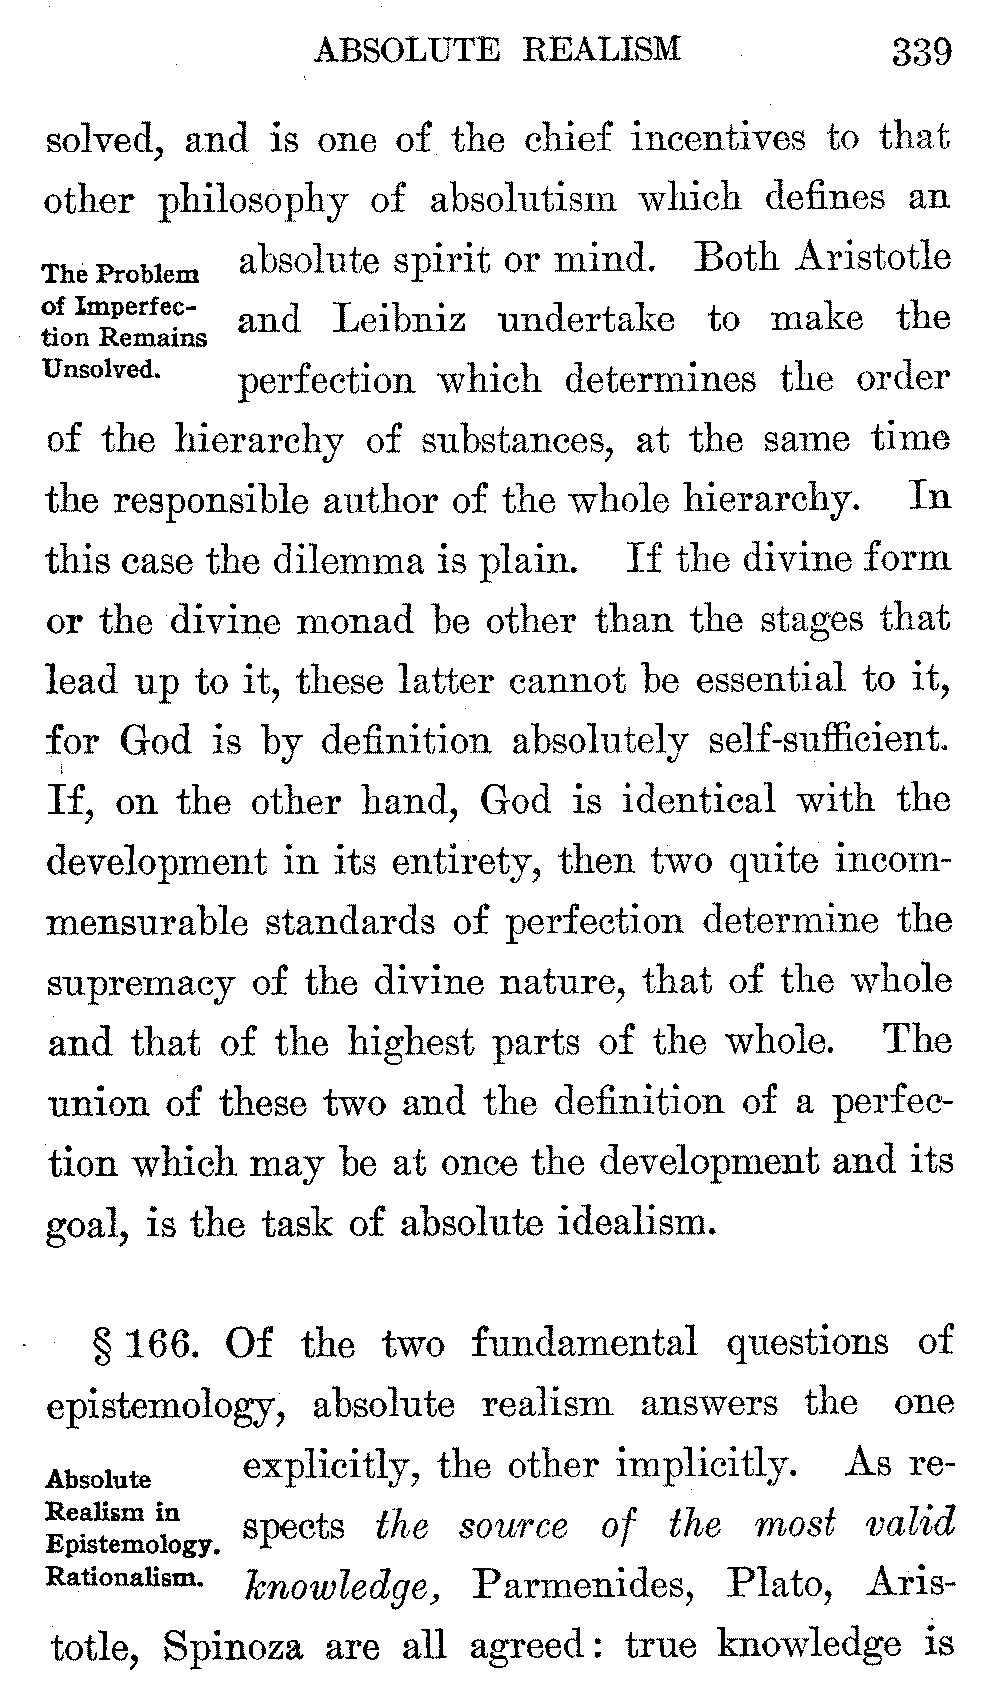 ABSOLUTE REALISM 339
solved, and is one of the chief incentives to that
other philosophy of absolutism which defines an
The Problem
of Imperfec-
tion Remains
Unsolved.
absolute spirit or mind. Both Aristotle
and Leibniz undertake to make the
perfection which determines the order
of the hierarchy of substances, at the same time
the responsible author of the whole hierarchy. In
this case the dilemma is plain. If the divine form
or the divine monad be other than the stages that
lead up to it, these latter cannot be essential to it,
for God is by definition absolutely self-sufficient.
If, on the other hand, God is identical with the
development in its entirety, then two quite incom-
mensurable standards of perfection determine the
supremacy of the divine nature, that of the whole
and that of the highest parts of the whole. The
union of these two and the definition of a perfec-
tion which may be at once the development and its
goal, is the task of absolute idealism.
§ 166. Of the two fundamental questions of
epistemology, absolute realism answers the one
Absolute
Realism in
Epistemology.
Rationalism.
explicitly, the other implicitly. As re-
spects the source of the most valid
knowledge, Parmenides, Plato, Aris-
totle, Spinoza are all agreed: true knowledge is